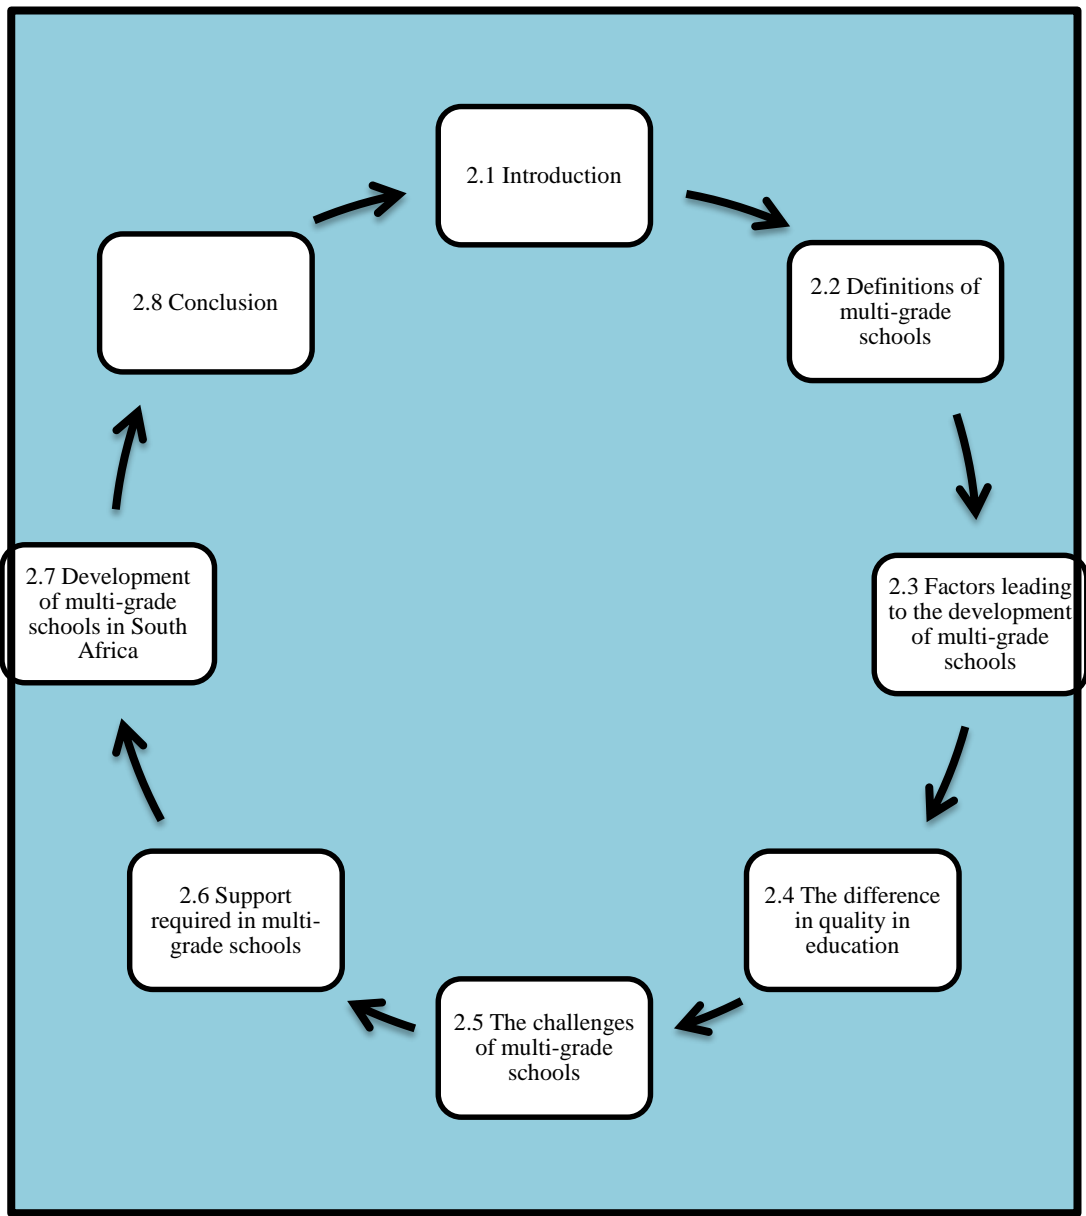 2.1 Introduction
2.2 Definitions of
multi-grade
schools
2.3 Factors leading
to the development
of multi-grade
schools
2.4 The difference
in quality in
education
2.5 The challenges
of multi-grade
schools
2.6 Support
required in multi-
grade schools
2.7 Development
of multi-grade
schools in South
Africa
2.8 Conclusion